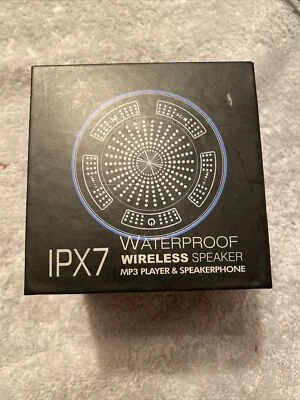 IPX7
WATERPROOF
WIRELESS SPEAKER
MP3 PLAYER & SPEAKERPHONE